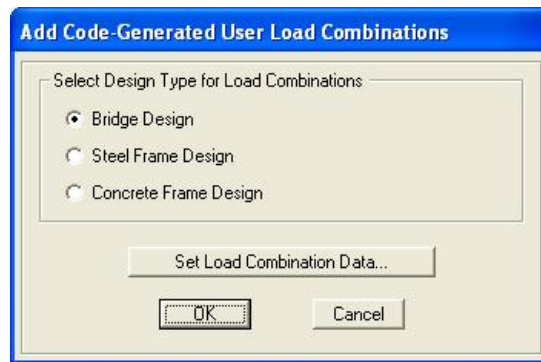 Add Code-Generated User Load Combinations
Select Design Type for Load Combinations
Bridge Design
Steel Frame Design
Concrete Frame Design
Set Load Combination Data...
OK
Cancel